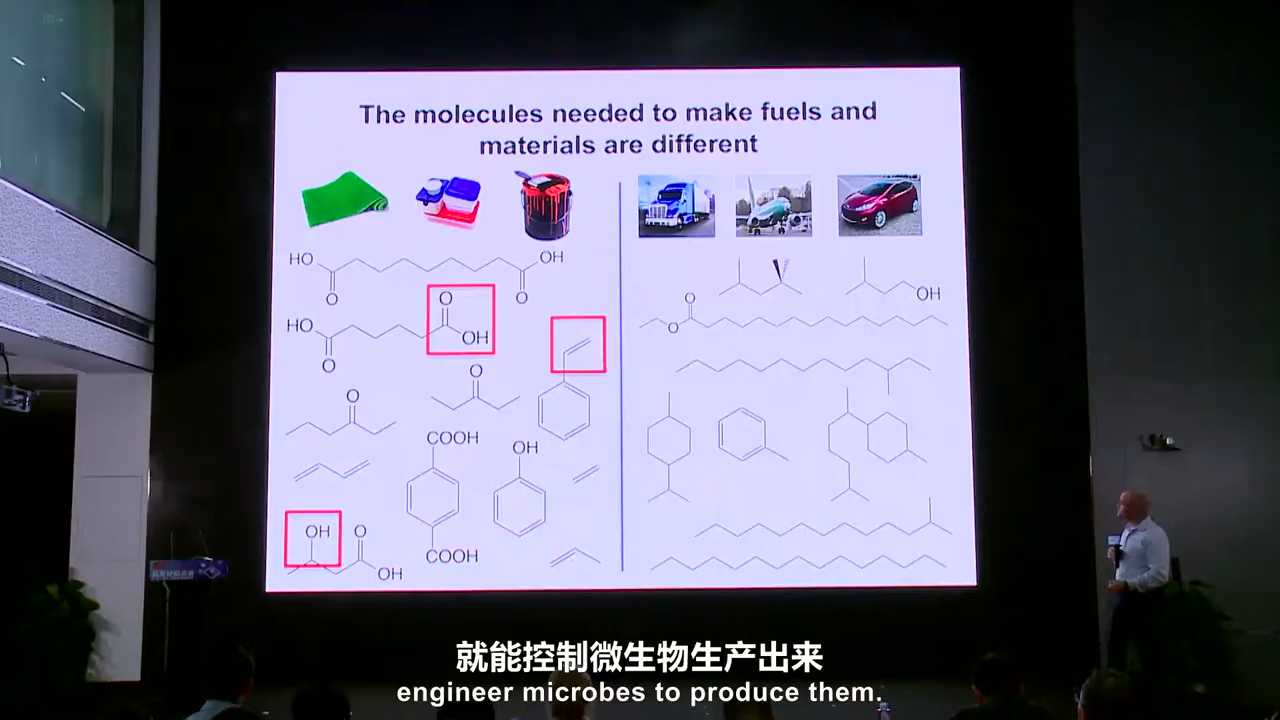 The molecules needed to make fuels and
materials are different
HO
OH
O
O
O
HO
OH
O
O
O
COOH
OH
COOH
OH
O
OH
O
O
OH
就能控制微生物生产出来
engineer microbes to produce them.